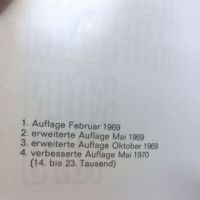 1. Auflage Februar 1969
2. erweiterte Auflage Mai 1969
3. erweiterte Auflage Oktober 1969
4. verbesserte Auflage Mai 1970
(14. bis 23. Tausend)